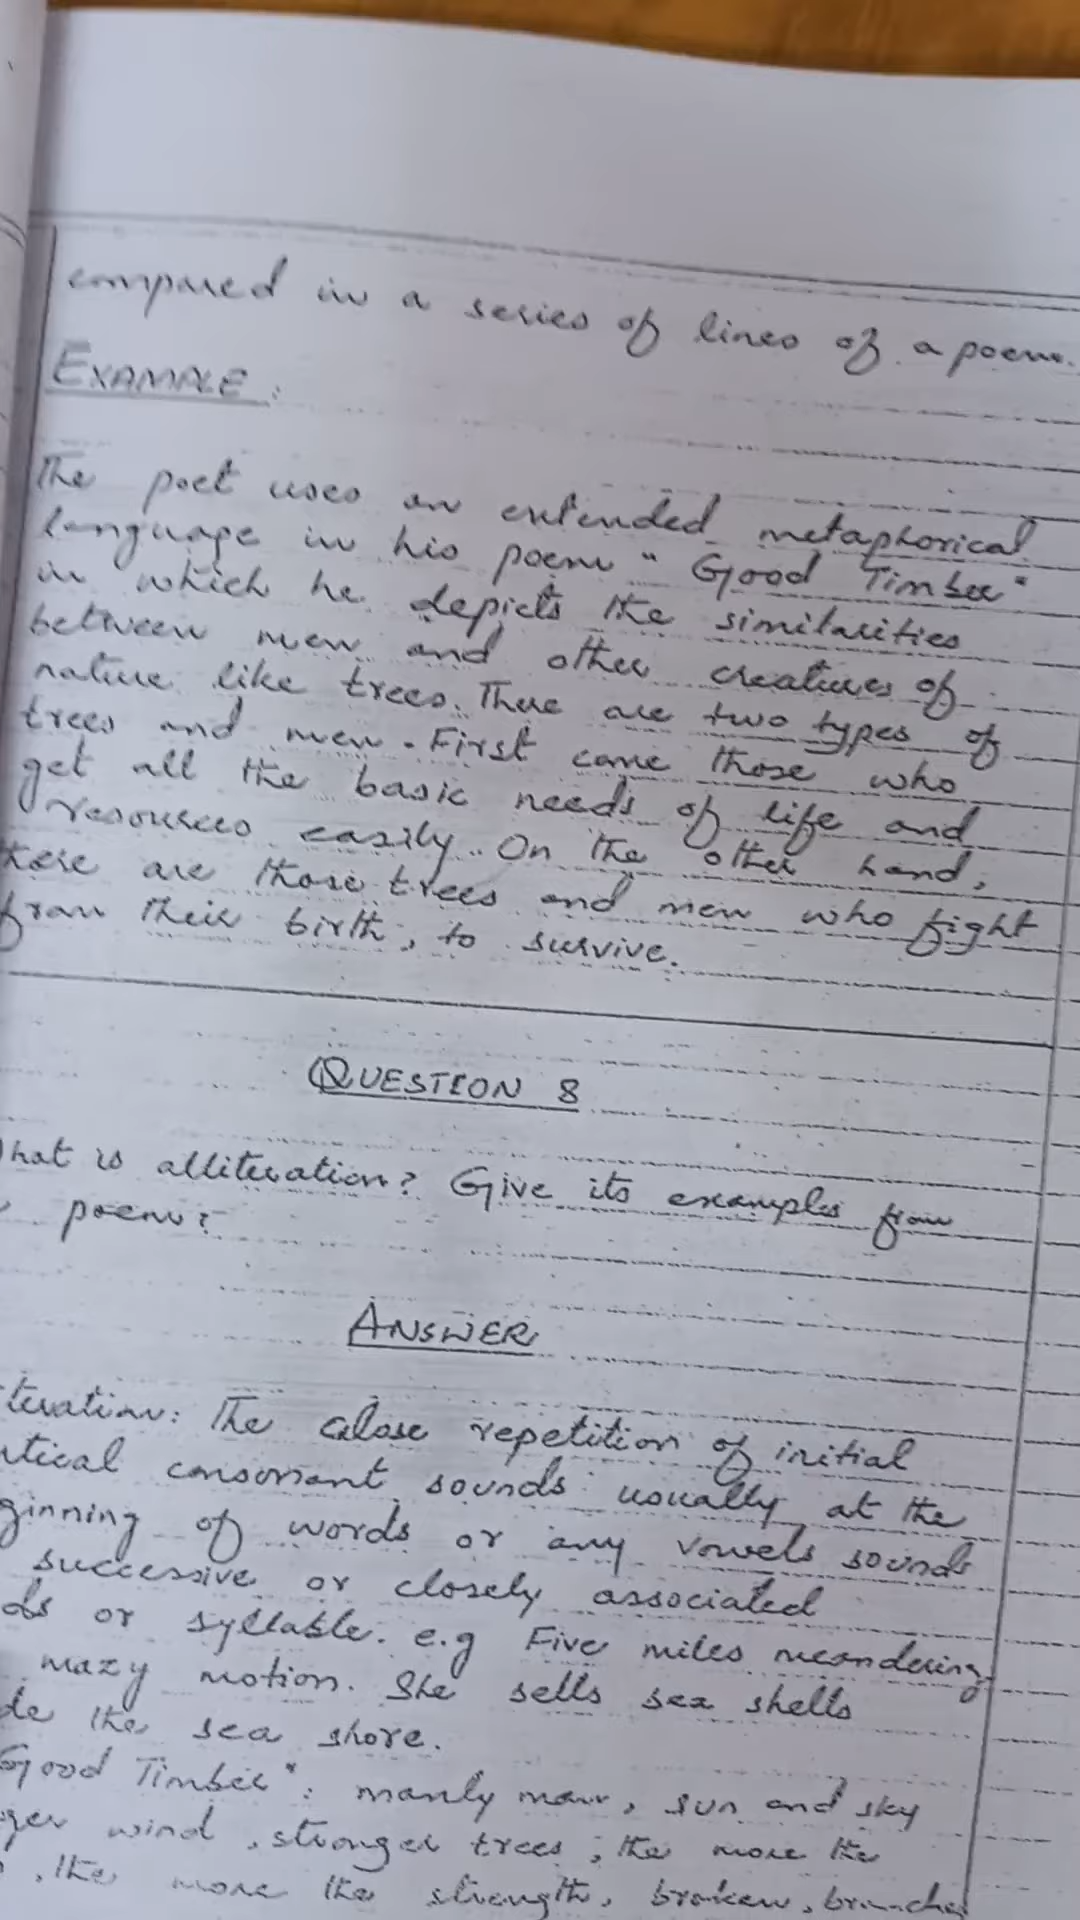 compared in a series of lines of a poem.
EXAMPLE:
The poet uses an extended metaphorical
language in his poem "Good Timber"
in which he depicts the similarities
between men and other creatures of
nature like trees. There are two types of
trees and men. First come those who
get all the basic needs of life and
resources easily. On the other hand,
there are those trees and men who fight
from their birth, to survive.
QUESTION 8
What is alliteration? Give its examples from
poem?
ANSWER
teration: The close repetition of initial
ntical consonant sounds usually at the
ginning of words or any vowels sounds
successive or closely associated
ds or syllable. e.g Five miles meandering
mazy motion. She sells sea shells
de the sea shore.
Good Timber": manly man, sun and sky
ger wind, stronger trees; the more the
, the more the strength, broken, branches